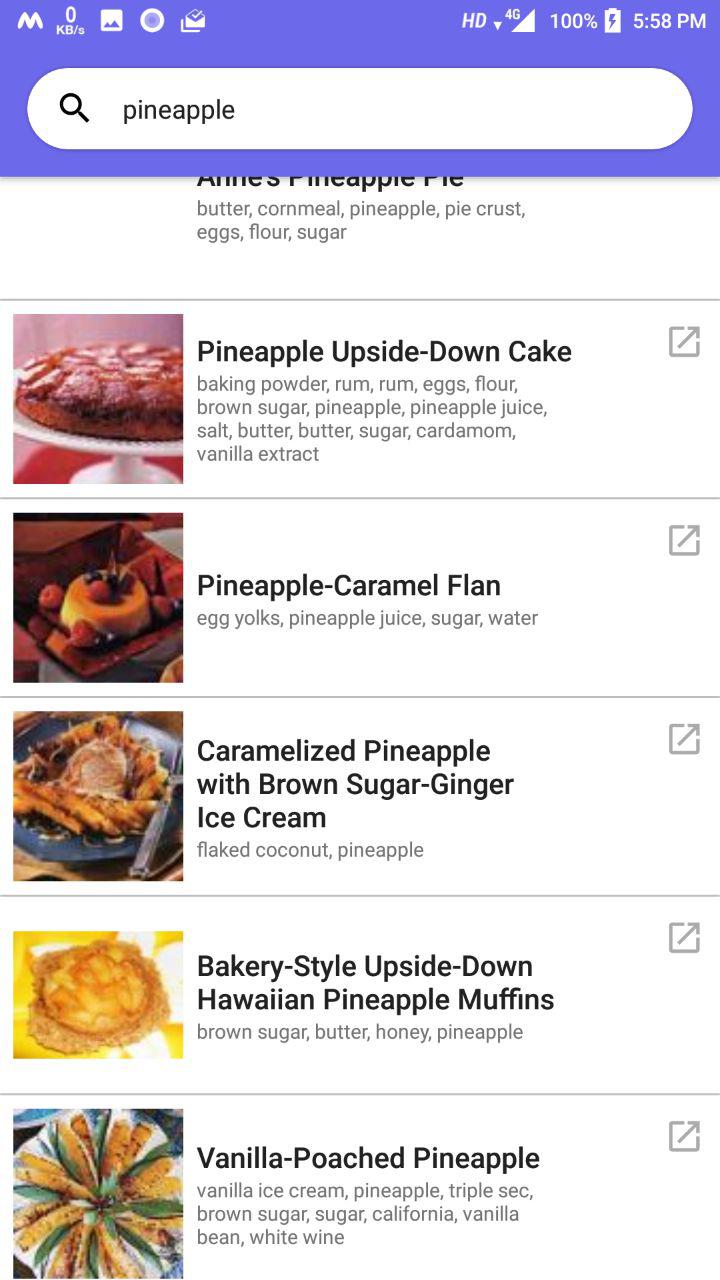 0
KB/s
HD 4G 100% 5:58 PM
pineapple
Anne's Pineapple Pie
butter, cornmeal, pineapple, pie crust,
eggs, flour, sugar
Pineapple Upside-Down Cake
baking powder, rum, rum, eggs, flour,
brown sugar, pineapple, pineapple juice,
salt, butter, butter, sugar, cardamom,
vanilla extract
Pineapple-Caramel Flan
egg yolks, pineapple juice, sugar, water
Caramelized Pineapple
with Brown Sugar-Ginger
Ice Cream
flaked coconut, pineapple
Bakery-Style Upside-Down
Hawaiian Pineapple Muffins
brown sugar, butter, honey, pineapple
Vanilla-Poached Pineapple
vanilla ice cream, pineapple, triple sec,
brown sugar, sugar, california, vanilla
bean, white wine